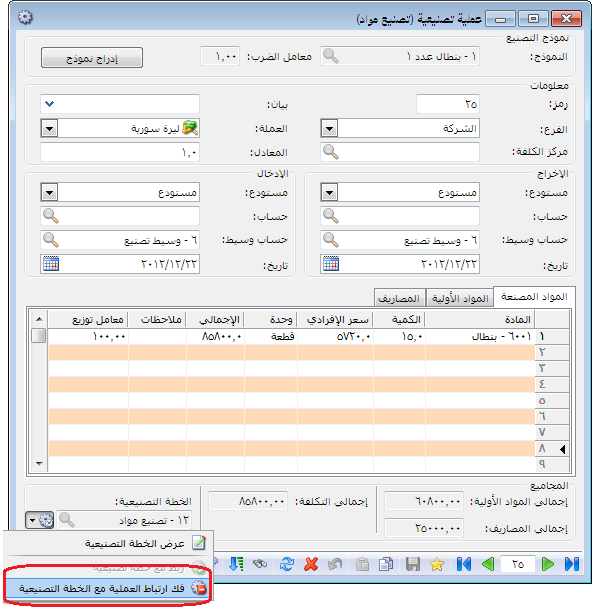 عملية تصنيعية (تصنيع مواد)
نموذج التصنيع
النموذج: ١ - بنطال عدد ١ معامل الضرب: ١,٠٠ إدراج نموذج
معلومات
رمز: ٢٥ بيان:
الفرع: الشركة العملة: ليرة سورية
مركز الكلفة: المعادل: ١,٠
الإخراج الإدخال
مستودع: مستودع مستودع: مستودع
حساب: حساب:
حساب وسيط: ٦ - وسيط تصنيع حساب وسيط: ٦ - وسيط تصنيع
تاريخ: ٢٠١٢/١٢/٢٢ تاريخ: ٢٠١٢/١٢/٢٢
المواد المصنعة المواد الأولية المصاريف
المادة الكمية سعر الإفرادي وحدة الإجمالي ملاحظات معامل توزيع
١ ٦٠٠١ - بنطال ١٥,٠ ٥٧٢٠,٠ قطعة ٨٥٨٠٠,٠ ١٠٠,٠٠
٢
٣
٤
٥
٦
٧
٨
٩
المجاميع
إجمالي المواد الأولية: ٦٠٨٠٠,٠٠ إجمالي التكلفة: ٨٥٨٠٠,٠٠ الخطة التصنيعية:
إجمالي المصاريف: ٢٥٠٠٠,٠٠ ١٢ - تصنيع مواد
عرض الخطة التصنيعية
ربط مع خطة تصنيعية
فك ارتباط العملية مع الخطة التصنيعية
٢٥